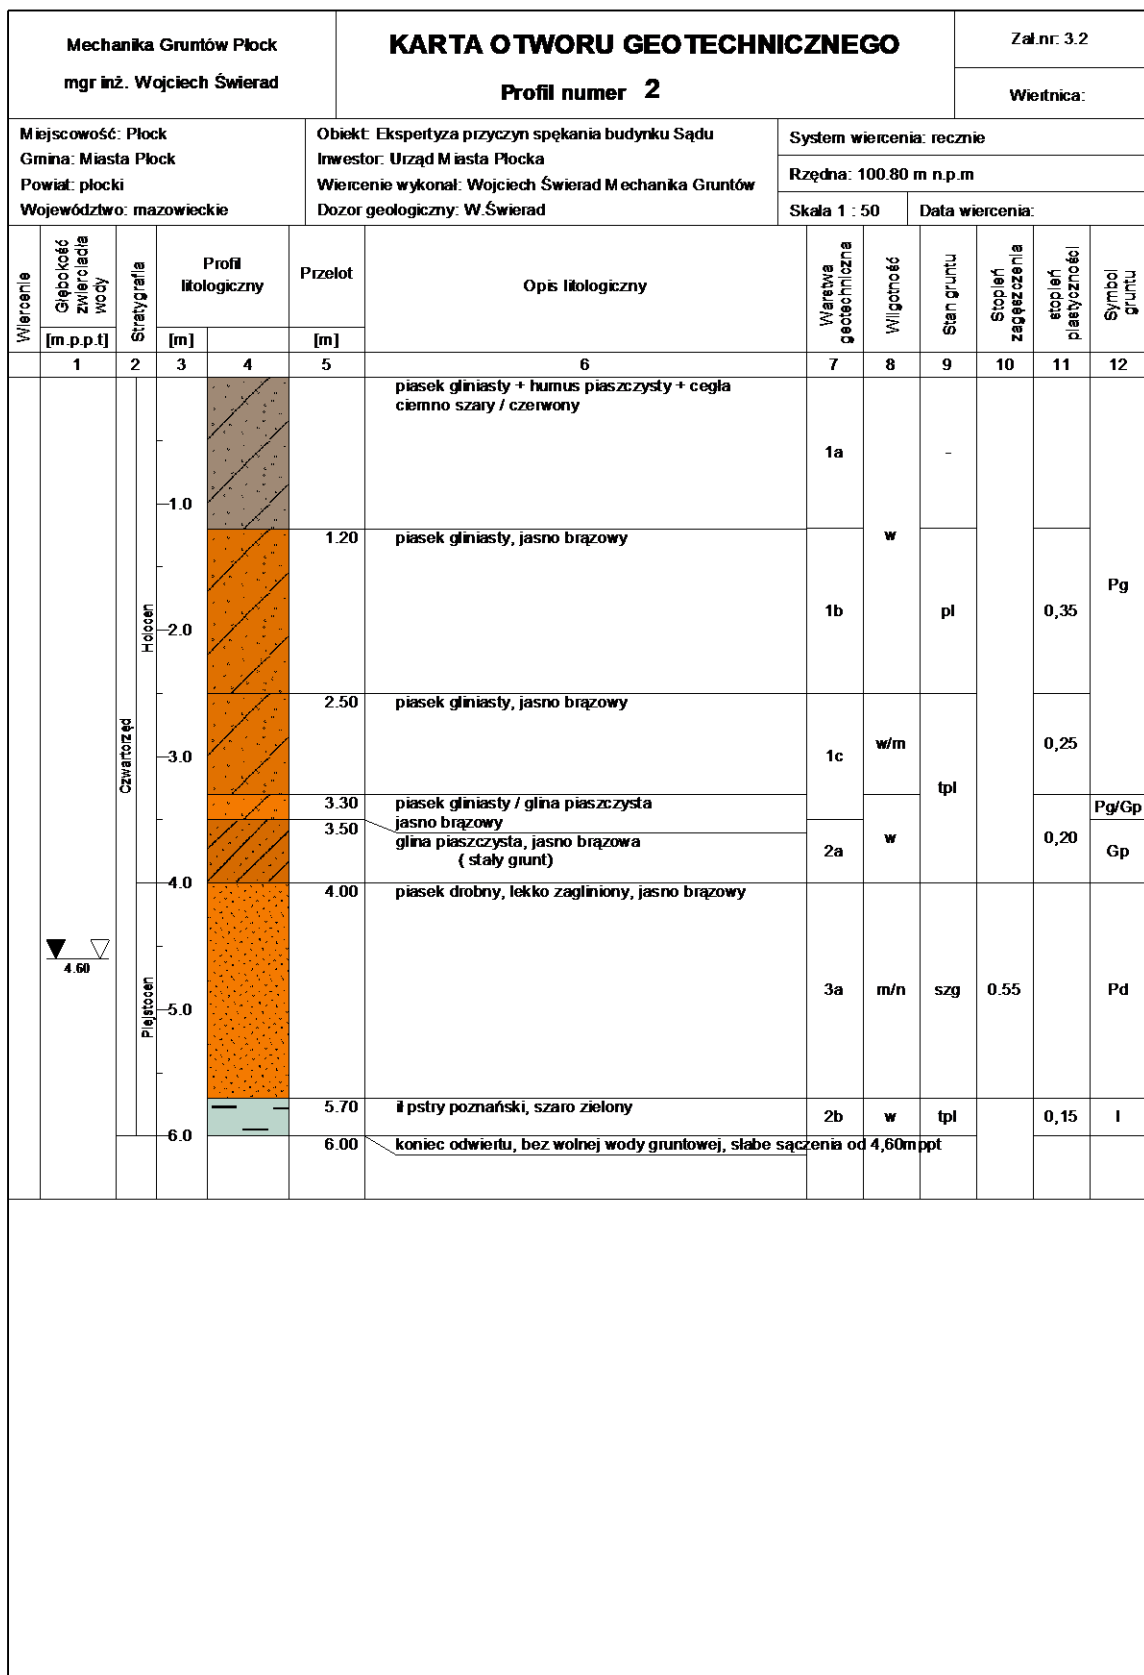 Mechanika Gruntów Płock
mgr inż. Wojciech Świerad
KARTA OTWORU GEOTECHNICZNEGO
Profil numer 2
Zał.nr: 3.2
Wiertnica:
Miejscowość: Płock
Gmina: Miasta Płock
Powiat: płocki
Województwo: mazowieckie
Obiekt: Ekspertyza przyczyn spękania budynku Sądu
Inwestor: Urząd Miasta Płocka
Wiercenie wykonał: Wojciech Świerad Mechanika Gruntów
Dozor geologiczny: W.Świerad
System wiercenia: recznie
Rzędna: 100.80 m n.p.m
Skala 1 : 50
Data wiercenia:
Wiercenie
Głębokość zwierciadła wody
[m.p.p.t]
Stratygrafia
Profil litologiczny
[m]
Przelot
[m]
Opis litologiczny
Warstwa geotechniczna
Wilgotność
Stan gruntu
Stopień zagęszczenia
stopień plastyczności
Symbol gruntu
1 2 3 4 5 6 7 8 9 10 11 12
piasek gliniasty + humus piaszczysty + cegła
ciemno szary / czerwony
1a
-
1.0
w
1.20 piasek gliniasty, jasno brązowy
Pg
Holocen
2.0
1b
pl
0,35
2.50 piasek gliniasty, jasno brązowy
Czwartorzęd
3.0
1c
w/m
tpl
0,25
3.30 piasek gliniasty / glina piaszczysta
jasno brązowy
Pg/Gp
3.50 glina piaszczysta, jasno brązowa
( stały grunt)
2a
w
0,20
Gp
4.0
4.00 piasek drobny, lekko zagliniony, jasno brązowy
4.60
Plejstocen
5.0
3a
m/n
szg
0.55
Pd
5.70 ił pstry poznański, szaro zielony
2b
w
tpl
0,15
I
6.0
6.00 koniec odwiertu, bez wolnej wody gruntowej, słabe sączenia od 4,60mppt